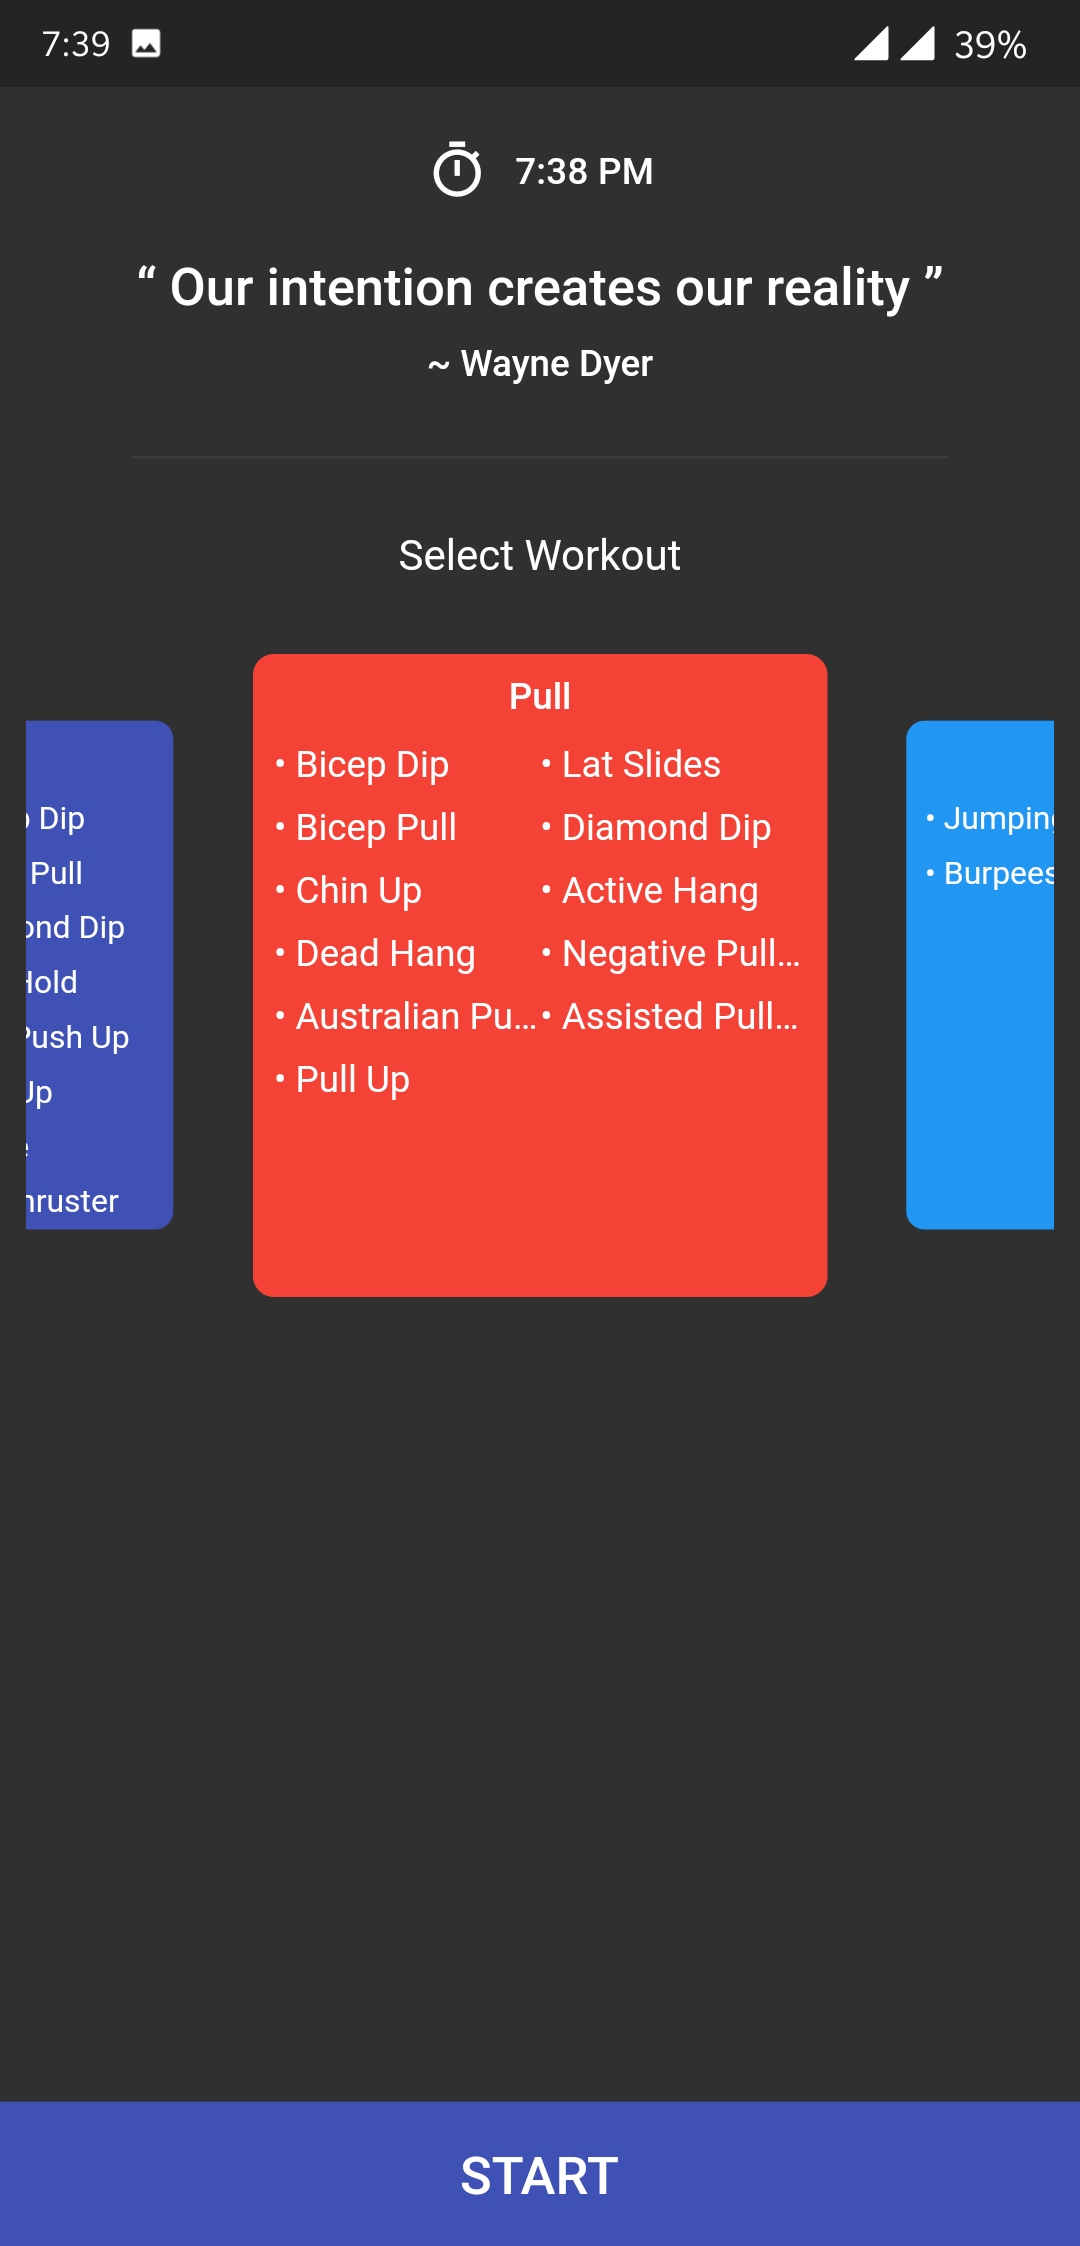 7:39 39%
7:38 PM
“ Our intention creates our reality ”
~ Wayne Dyer
Select Workout
Pull
• Bicep Dip • Lat Slides
• Bicep Pull • Diamond Dip
• Chin Up • Active Hang
• Dead Hang • Negative Pull...
• Australian Pu... • Assisted Pull...
• Pull Up
Dip
Pull
Dip
Up
• Burpees
START